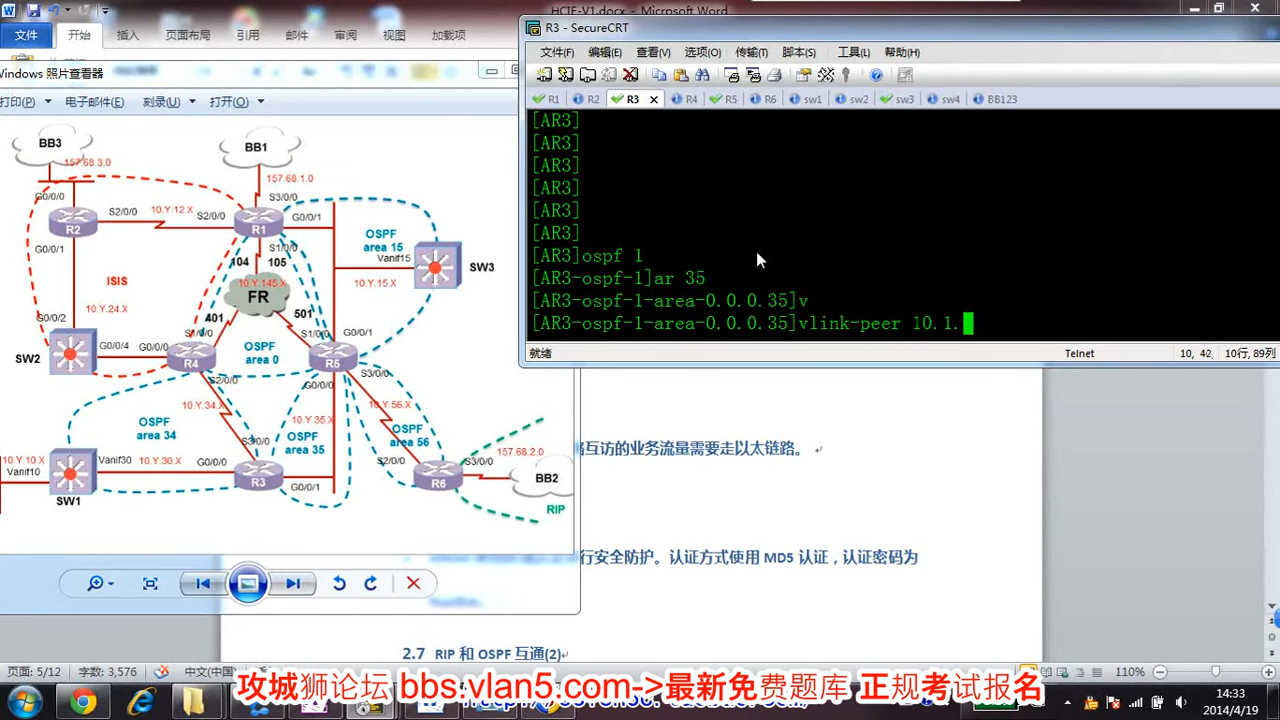 HCIE-V1.docx - Microsoft Word
文件 开始 插入 页面布局 引用 邮件 审阅 视图 加载项
Windows 照片查看器
打印(P) 电子邮件(E) 刻录(U) 打开(O)
R3 - SecureCRT
文件(F) 编辑(E) 查看(V) 选项(O) 传输(T) 脚本(S) 工具(L) 帮助(H)
R1 R2 R3 R4 R5 R6 sw1 sw2 sw3 sw4 BB123
[AR3]
[AR3]
[AR3]
[AR3]
[AR3]
[AR3]
[AR3]ospf 1
[AR3-ospf-1]ar 35
[AR3-ospf-1-area-0.0.0.35]v
[AR3-ospf-1-area-0.0.0.35]vlink-peer 10.1.
就绪 Telnet 10, 42 10行, 89列
BB3
157.68.3.0
BB1
157.68.1.0
G0/0/0
S3/0/0
R2
S2/0/0
10.Y.12.X
S2/0/0
R1
G0/0/1
OSPF
area 15
Vanif15
SW3
G0/0/1
S1/0/0
104 105
10.Y.145.X
10.Y.15.X
ISIS
FR
10.Y.24.X
401
501
G0/0/2
S1/0/0
S1/0/0
G0/0/1
SW2
G0/0/4
G0/0/0
R4
OSPF
area 0
R5
S2/0/0
G0/0/0
S3/0/0
10.Y.34.X
10.Y.56.X
OSPF
area 34
10.Y.35.X
OSPF
area 35
OSPF
area 56
10.Y.10.X
Vanif10
Vanif30
10.Y.30.X
G0/0/0
S3/0/0
R3
G0/0/1
SW1
S2/0/0
R6
S3/0/0
157.68.2.0
BB2
RIP
互访的业务流量需要走以太链路。
行安全防护。认证方式使用 MD5 认证，认证密码为
2.7 RIP 和 OSPF 互通(2)
页面: 5/12 字数: 3,576 中文(中国) 110%
攻城狮论坛 bbs.vlan5.com->最新免费题库 正规考试报名
14:33
2014/4/19